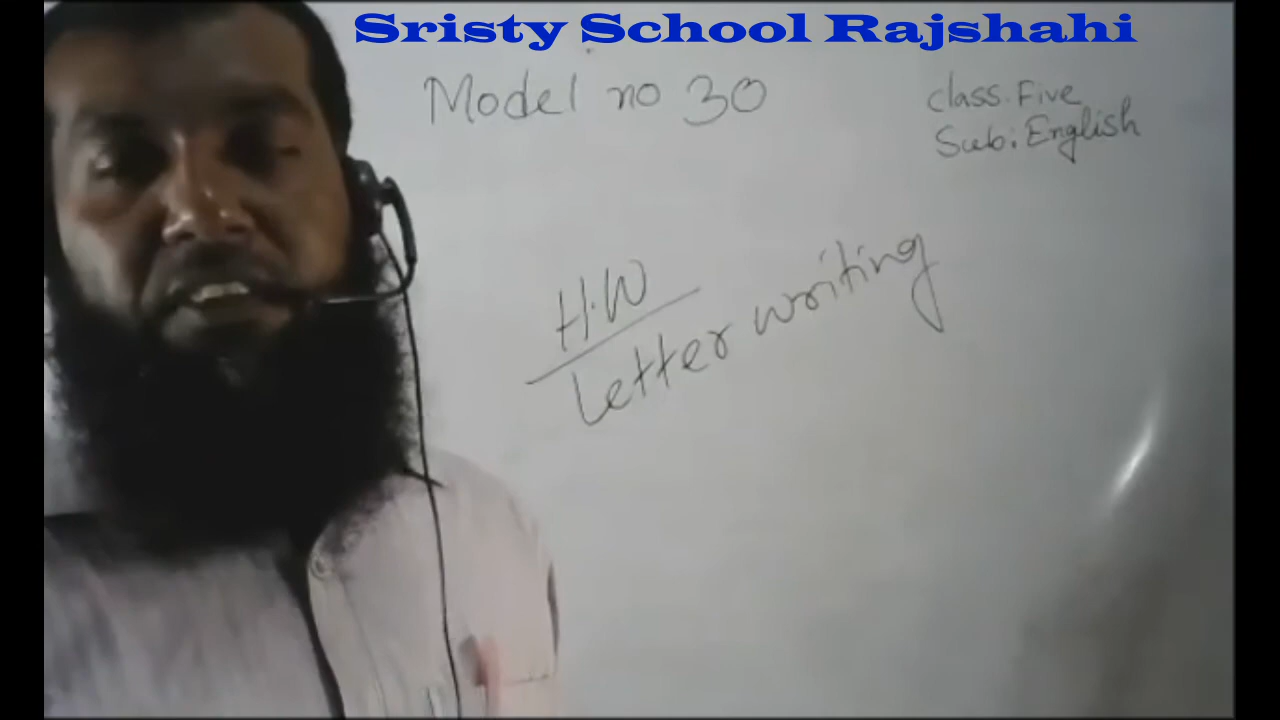 Sristy School Rajshahi
Model no 30
class. Five
Sub: English
H.W
Letter writing